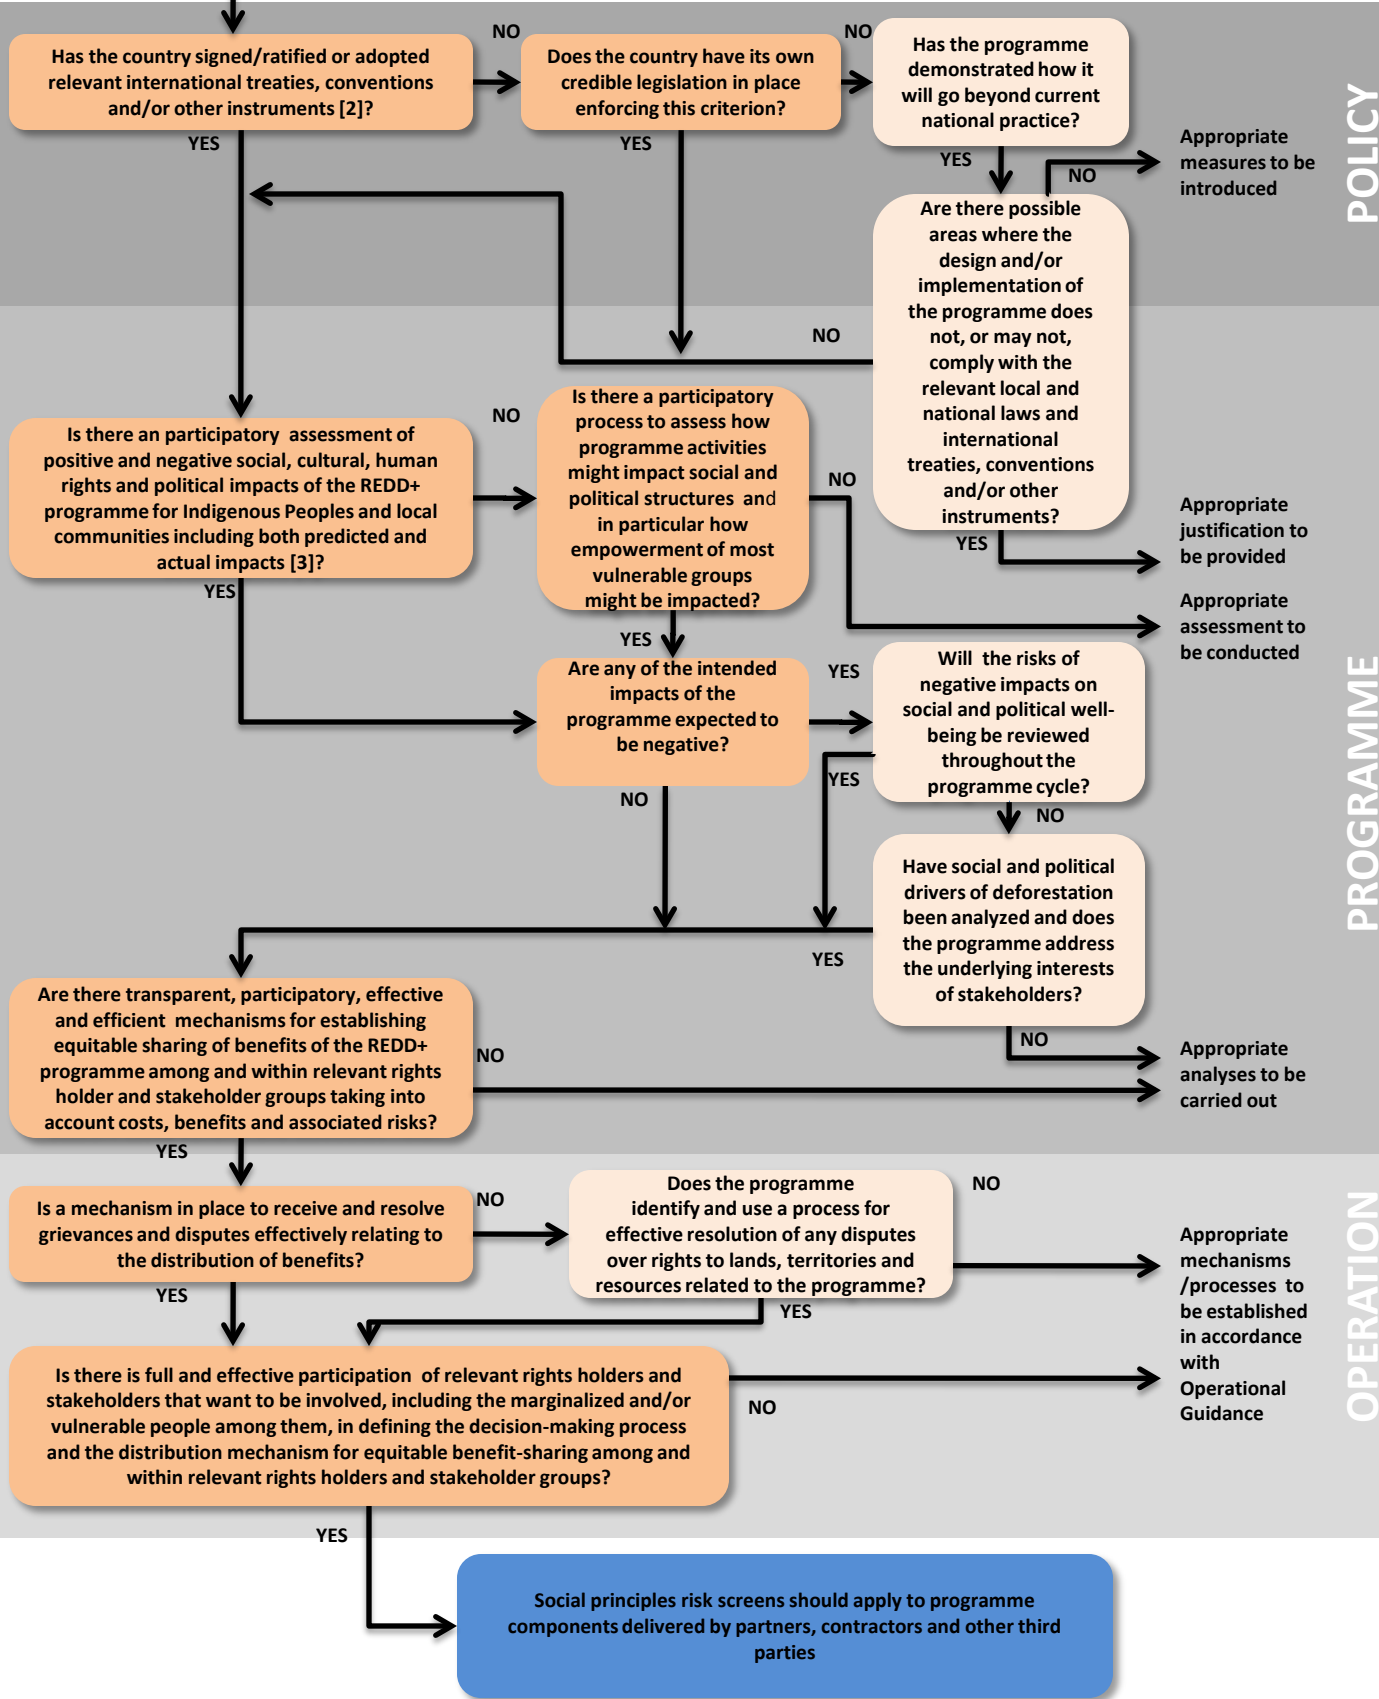 NO
NO
Has the country signed/ratified or adopted
relevant international treaties, conventions
and/or other instruments [2]?
Does the country have its own
credible legislation in place
enforcing this criterion?
Has the programme
demonstrated how it
will go beyond current
national practice?
YES
YES
YES
NO
Appropriate
measures to be
introduced
POLICY
Are there possible
areas where the
design and/or
implementation of
the programme does
not, or may not,
comply with the
relevant local and
national laws and
international
treaties, conventions
and/or other
instruments?
NO
NO
Is there an participatory assessment of
positive and negative social, cultural, human
rights and political impacts of the REDD+
programme for Indigenous Peoples and local
communities including both predicted and
actual impacts [3]?
Is there a participatory
process to assess how
programme activities
might impact social and
political structures and
in particular how
empowerment of most
vulnerable groups
might be impacted?
NO
YES
Appropriate
justification to
be provided
YES
YES
Appropriate
assessment to
be conducted
Are any of the intended
impacts of the
programme expected to
be negative?
YES
Will the risks of
negative impacts on
social and political well-
being be reviewed
throughout the
programme cycle?
YES
NO
NO
PROGRAMME
Have social and political
drivers of deforestation
been analyzed and does
the programme address
the underlying interests
of stakeholders?
YES
Are there transparent, participatory, effective
and efficient mechanisms for establishing
equitable sharing of benefits of the REDD+
programme among and within relevant rights
holder and stakeholder groups taking into
account costs, benefits and associated risks?
NO
NO
Appropriate
analyses to be
carried out
YES
Is a mechanism in place to receive and resolve
grievances and disputes effectively relating to
the distribution of benefits?
NO
Does the programme
identify and use a process for
effective resolution of any disputes
over rights to lands, territories and
resources related to the programme?
NO
Appropriate
mechanisms
/processes to
be established
in accordance
with
Operational
Guidance
OPERATION
YES
YES
Is there is full and effective participation of relevant rights holders and
stakeholders that want to be involved, including the marginalized and/or
vulnerable people among them, in defining the decision-making process
and the distribution mechanism for equitable benefit-sharing among and
within relevant rights holders and stakeholder groups?
NO
YES
Social principles risk screens should apply to programme
components delivered by partners, contractors and other third
parties